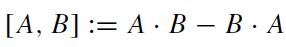 [A, B] := A · B − B · A